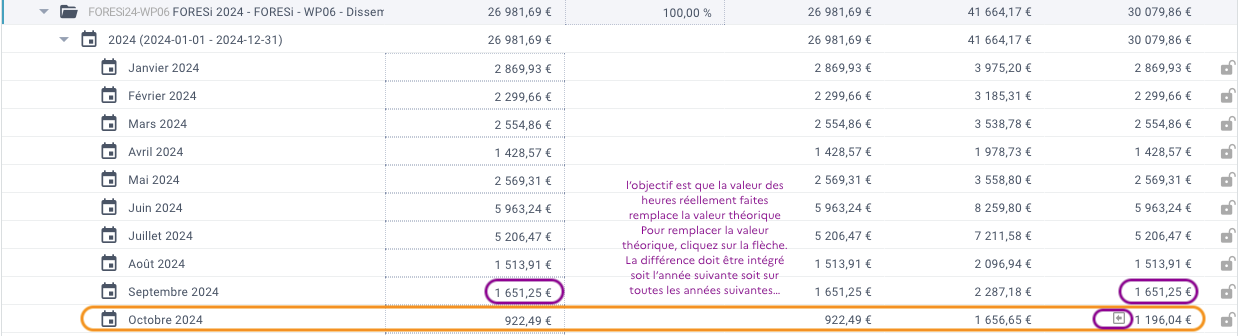 FORESi24-WP06 FORESi 2024 - FORESi - WP06 - Dissem 26 981,69 € 100,00 % 26 981,69 € 41 664,17 € 30 079,86 €
2024 (2024-01-01 - 2024-12-31) 26 981,69 € 26 981,69 € 41 664,17 € 30 079,86 €
Janvier 2024 2 869,93 € 2 869,93 € 3 975,20 € 2 869,93 €
Février 2024 2 299,66 € 2 299,66 € 3 185,31 € 2 299,66 €
Mars 2024 2 554,86 € 2 554,86 € 3 538,78 € 2 554,86 €
Avril 2024 1 428,57 € 1 428,57 € 1 978,73 € 1 428,57 €
Mai 2024 2 569,31 € 2 569,31 € 3 558,80 € 2 569,31 €
Juin 2024 5 963,24 € 5 963,24 € 8 259,80 € 5 963,24 €
Juillet 2024 5 206,47 € 5 206,47 € 7 211,58 € 5 206,47 €
Août 2024 1 513,91 € 1 513,91 € 2 096,94 € 1 513,91 €
Septembre 2024 1 651,25 € 1 651,25 € 2 287,18 € 1 651,25 €
Octobre 2024 922,49 € 922,49 € 1 656,65 € 1 196,04 €
l'objectif est que la valeur des
heures réellement faites
remplace la valeur théorique
Pour remplacer la valeur
théorique, cliquez sur la flèche.
La différence doit être intégré
soit l'année suivante soit sur
toutes les années suivantes...